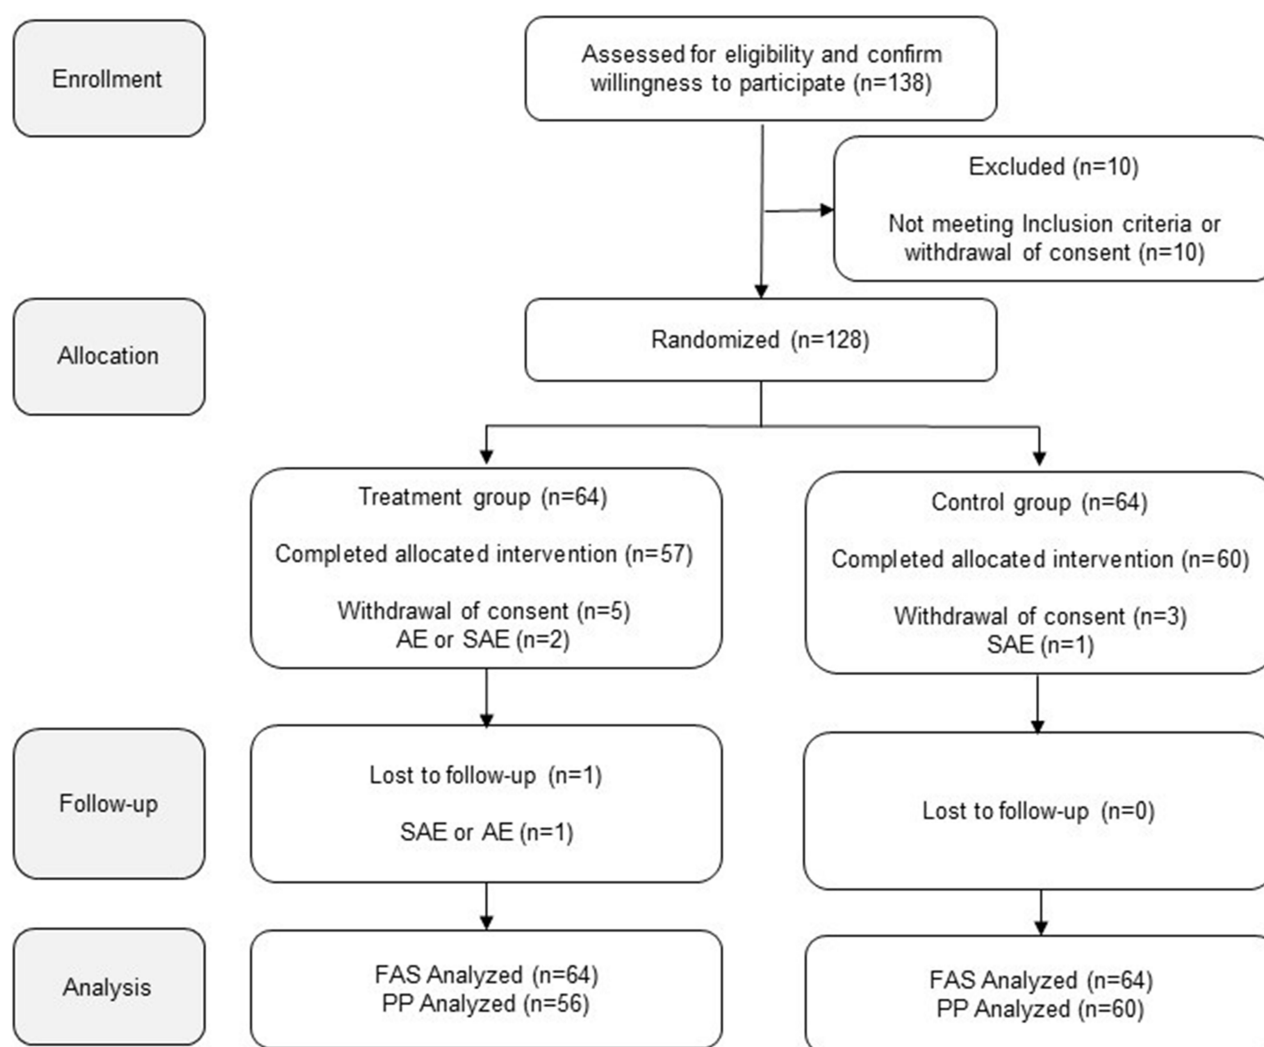 Enrollment
Assessed for eligibility and confirm
willingness to participate (n=138)
Excluded (n=10)
Not meeting Inclusion criteria or
withdrawal of consent (n=10)
Allocation
Randomized (n=128)
Treatment group (n=64)
Completed allocated intervention (n=57)
Withdrawal of consent (n=5)
AE or SAE (n=2)
Control group (n=64)
Completed allocated intervention (n=60)
Withdrawal of consent (n=3)
SAE (n=1)
Follow-up
Lost to follow-up (n=1)
SAE or AE (n=1)
Lost to follow-up (n=0)
Analysis
FAS Analyzed (n=64)
PP Analyzed (n=56)
FAS Analyzed (n=64)
PP Analyzed (n=60)